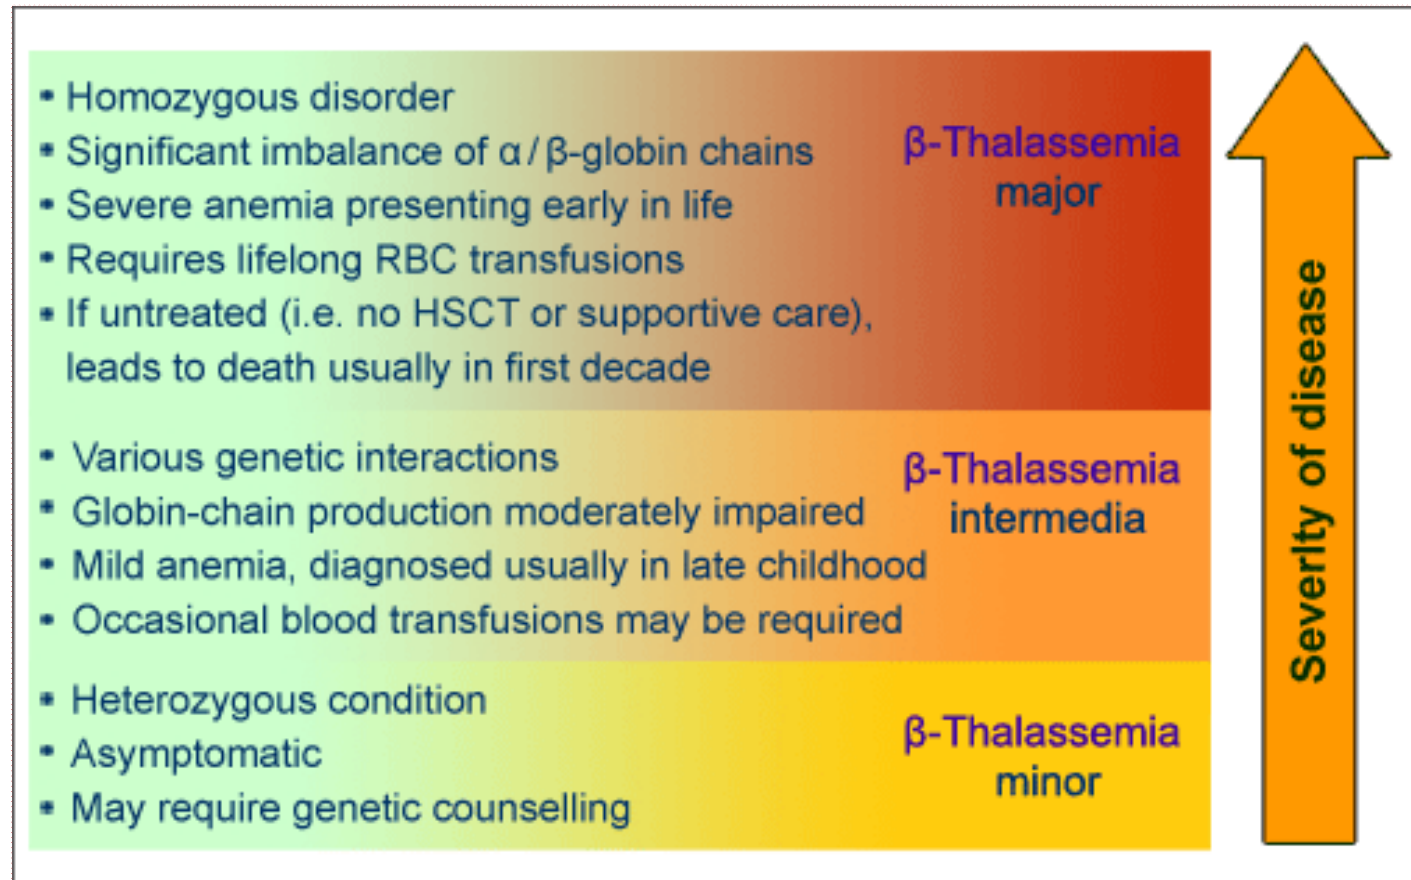 • Homozygous disorder
• Significant imbalance of α/β-globin chains
• Severe anemia presenting early in life
• Requires lifelong RBC transfusions
• If untreated (i.e. no HSCT or supportive care),
leads to death usually in first decade
β-Thalassemia
major
• Various genetic interactions
• Globin-chain production moderately impaired
• Mild anemia, diagnosed usually in late childhood
• Occasional blood transfusions may be required
β-Thalassemia
intermedia
• Heterozygous condition
• Asymptomatic
• May require genetic counselling
β-Thalassemia
minor
Severity of disease